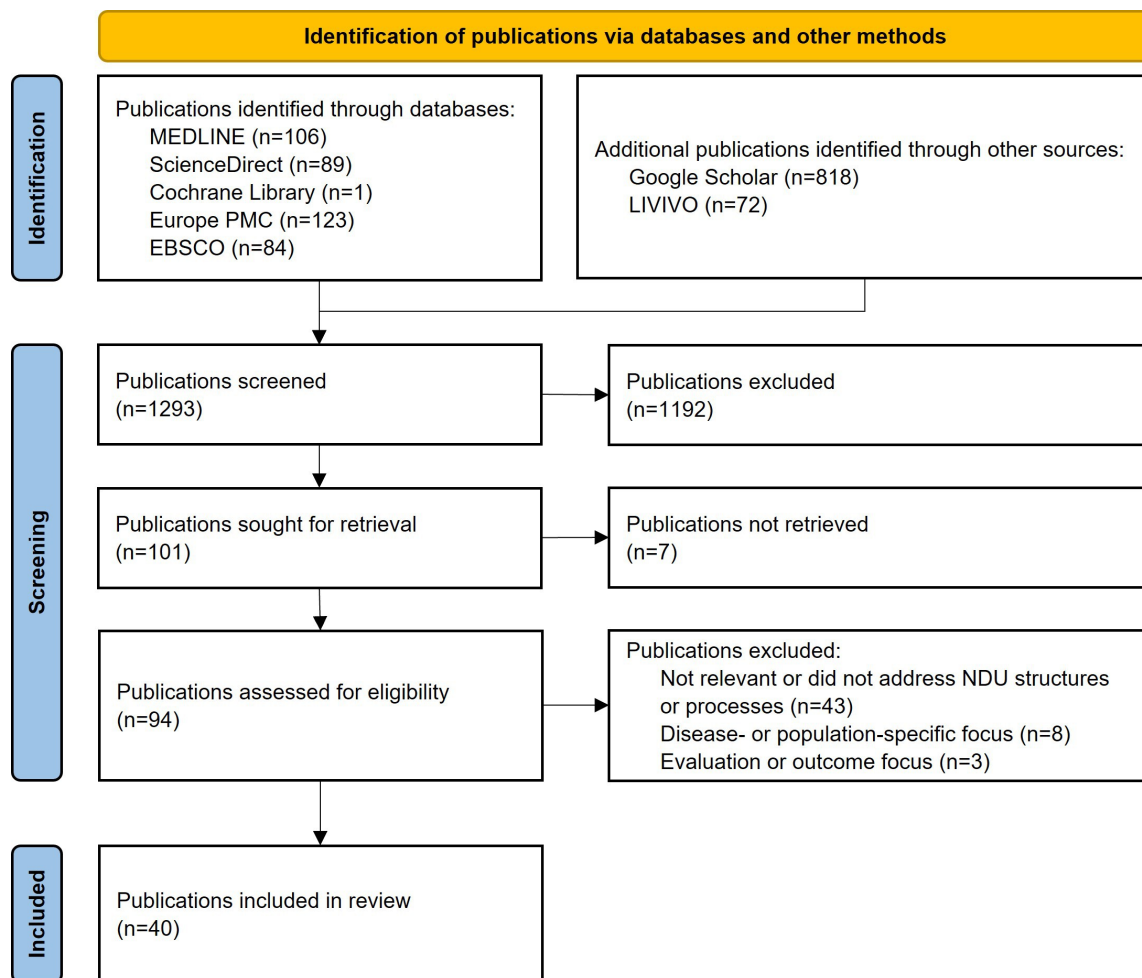 Identification of publications via databases and other methods
Identification
Publications identified through databases:
MEDLINE (n=106)
ScienceDirect (n=89)
Cochrane Library (n=1)
Europe PMC (n=123)
EBSCO (n=84)
Additional publications identified through other sources:
Google Scholar (n=818)
LIVIVO (n=72)
Screening
Publications screened
(n=1293)
Publications excluded
(n=1192)
Publications sought for retrieval
(n=101)
Publications not retrieved
(n=7)
Publications assessed for eligibility
(n=94)
Publications excluded:
Not relevant or did not address NDU structures
or processes (n=43)
Disease- or population-specific focus (n=8)
Evaluation or outcome focus (n=3)
Included
Publications included in review
(n=40)